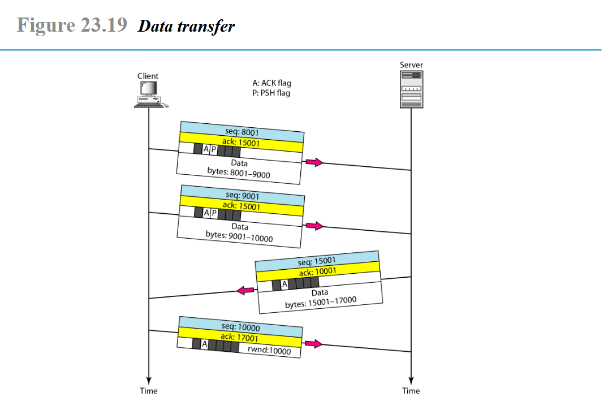 Figure 23.19 Data transfer
Client
Server
A: ACK flag
P: PSH flag
seq: 8001
ack: 15001
A P
Data
bytes: 8001–9000
seq: 9001
ack: 15001
A P
Data
bytes: 9001–10000
seq: 15001
ack: 10001
A
Data
bytes: 15001–17000
seq: 10000
ack: 17001
A
rwnd:10000
Time
Time